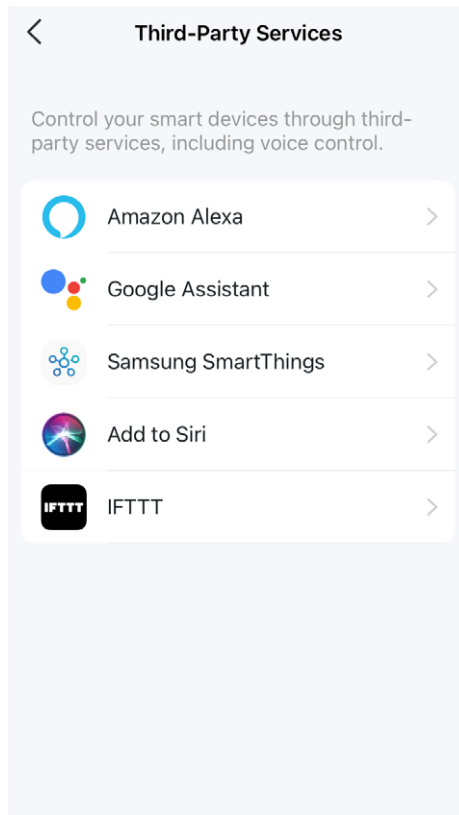 Third-Party Services
Control your smart devices through third-
party services, including voice control.
Amazon Alexa
Google Assistant
Samsung SmartThings
Add to Siri
IFTTT IFTTT